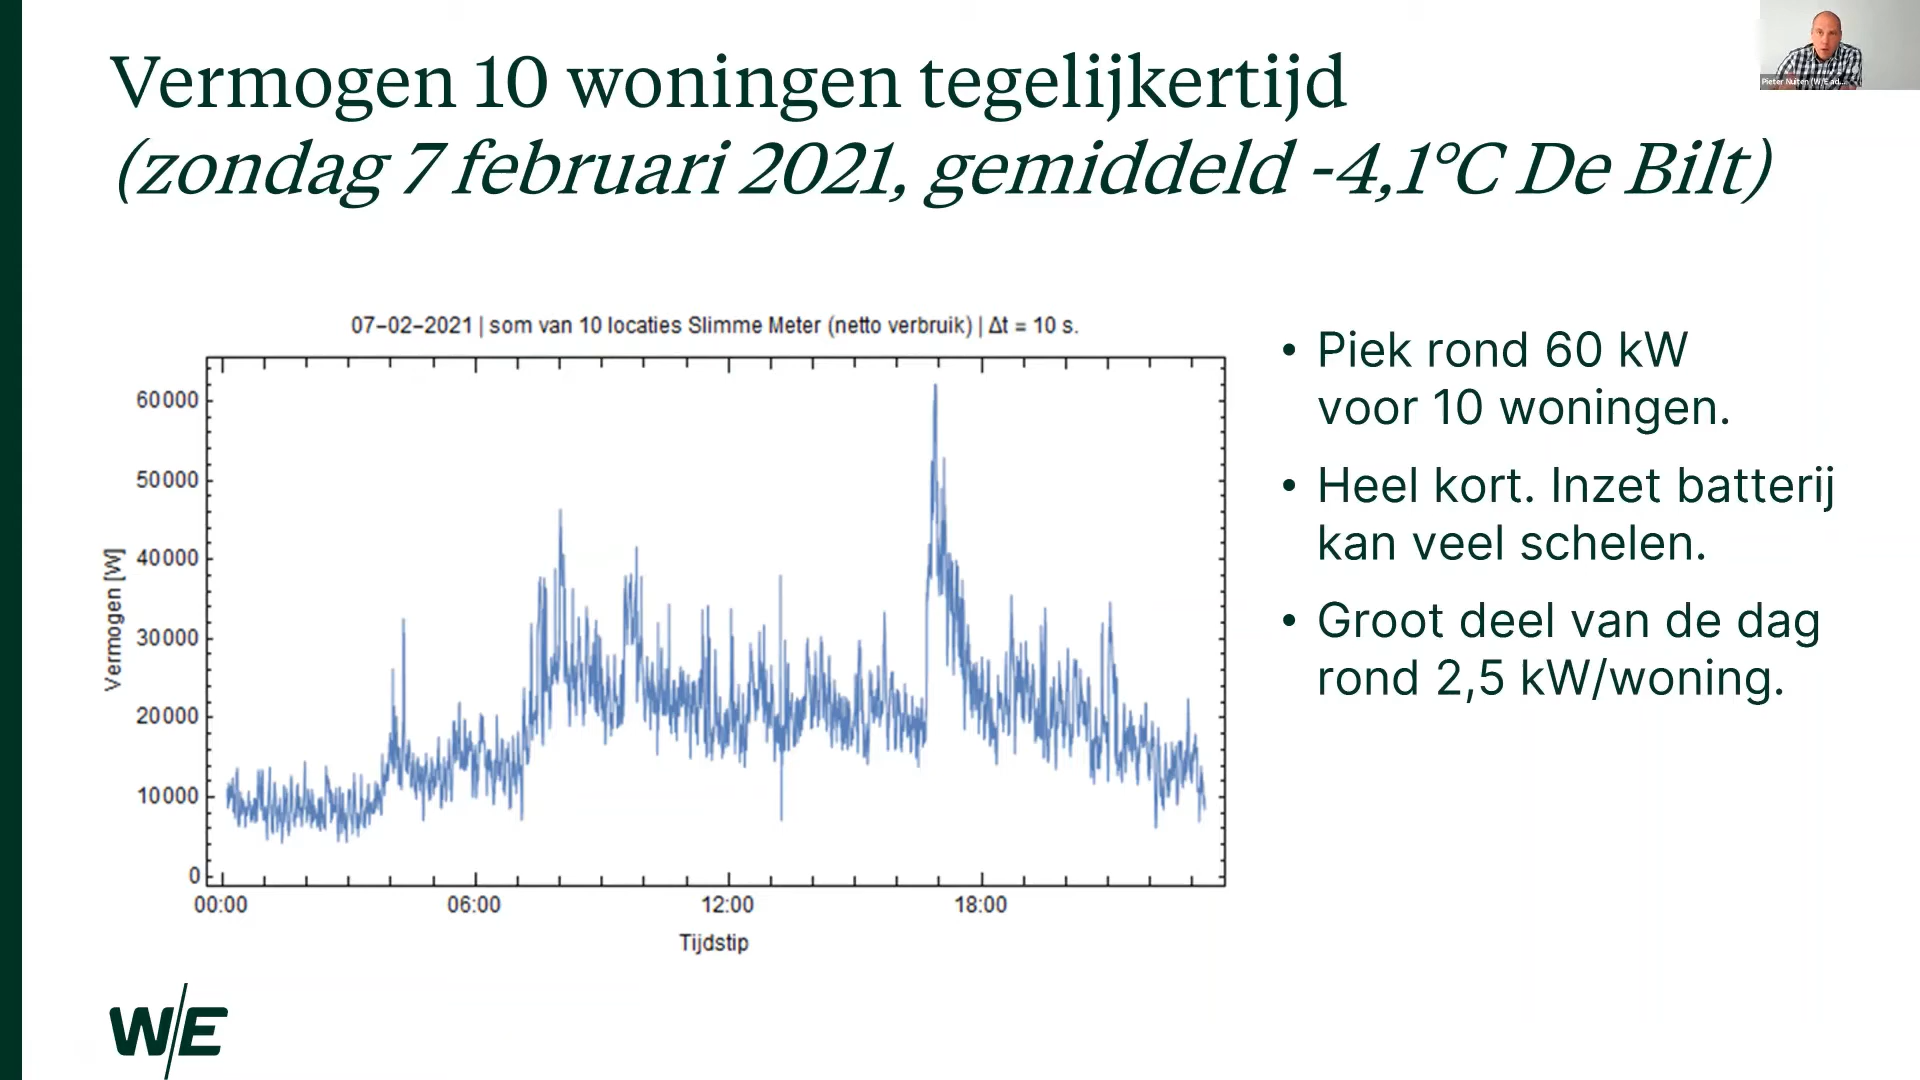 Vermogen 10 woningen tegelijkertijd
(zondag 7 februari 2021, gemiddeld -4,1°C De Bilt)
Pieter Nuiten (W/E ad...
07-02-2021 | som van 10 locaties Slimme Meter (netto verbruik) | Δt = 10 s.
60000
50000
40000
30000
20000
10000
0
Vermogen [W]
00:00 06:00 12:00 18:00
Tijdstip
• Piek rond 60 kW
voor 10 woningen.
• Heel kort. Inzet batterij
kan veel schelen.
• Groot deel van de dag
rond 2,5 kW/woning.
W/E